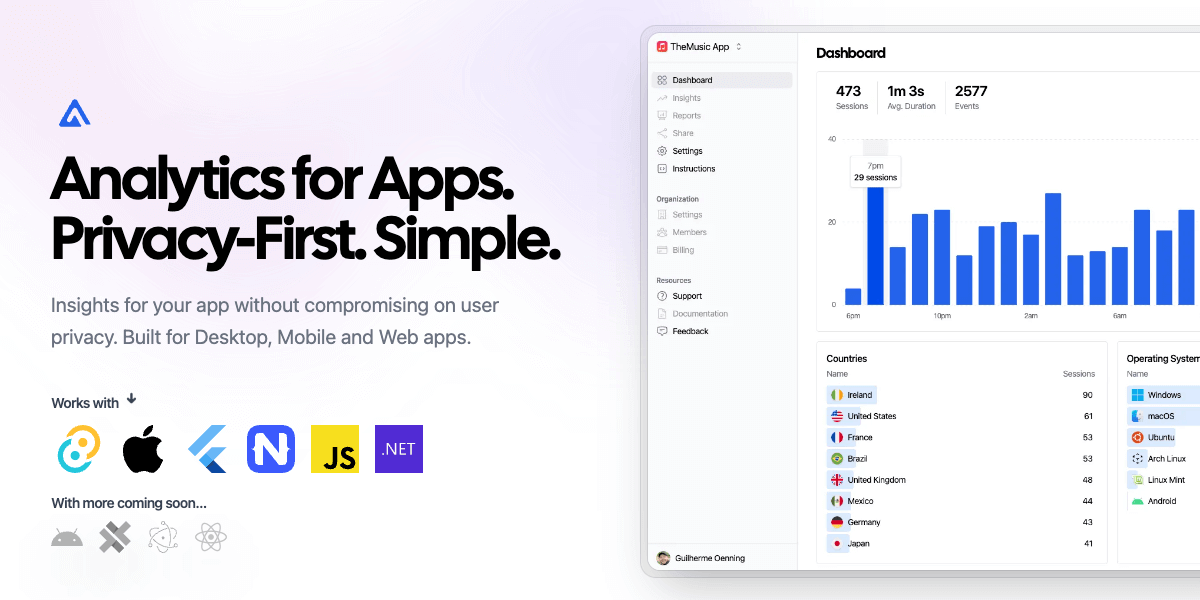 Analytics for Apps.
Privacy-First. Simple.
Insights for your app without compromising on user
privacy. Built for Desktop, Mobile and Web apps.
Works with
N
JS
.NET
With more coming soon...
TheMusic App
Dashboard
Insights
Reports
Share
Settings
Instructions
Organization
Settings
Members
Billing
Resources
Support
Documentation
Feedback
Guilherme Oenning
Dashboard
473 1m 3s 2577
Sessions Avg. Duration Events
40
7pm
29 sessions
20
0
6pm 10pm 2am 6am
Countries
Name Sessions
Ireland 90
United States 61
France 53
Brazil 53
United Kingdom 48
Mexico 44
Germany 43
Japan 41
Operating System
Name
Windows
macOS
Ubuntu
Arch Linux
Linux Mint
Android